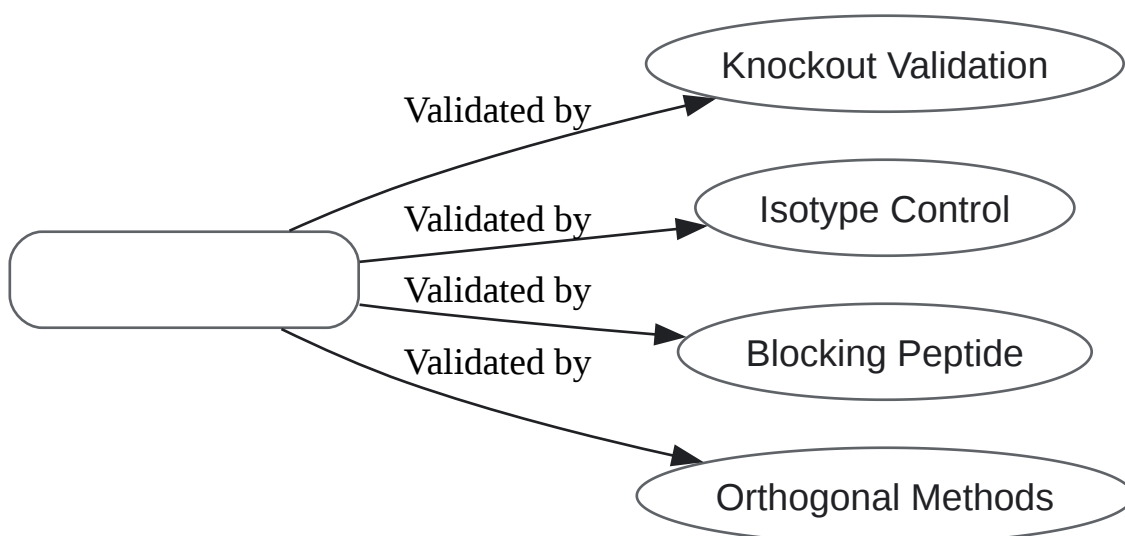 Knockout Validation
Validated by
Isotype Control
Validated by
Validated by
Blocking Peptide
Validated by
Orthogonal Methods